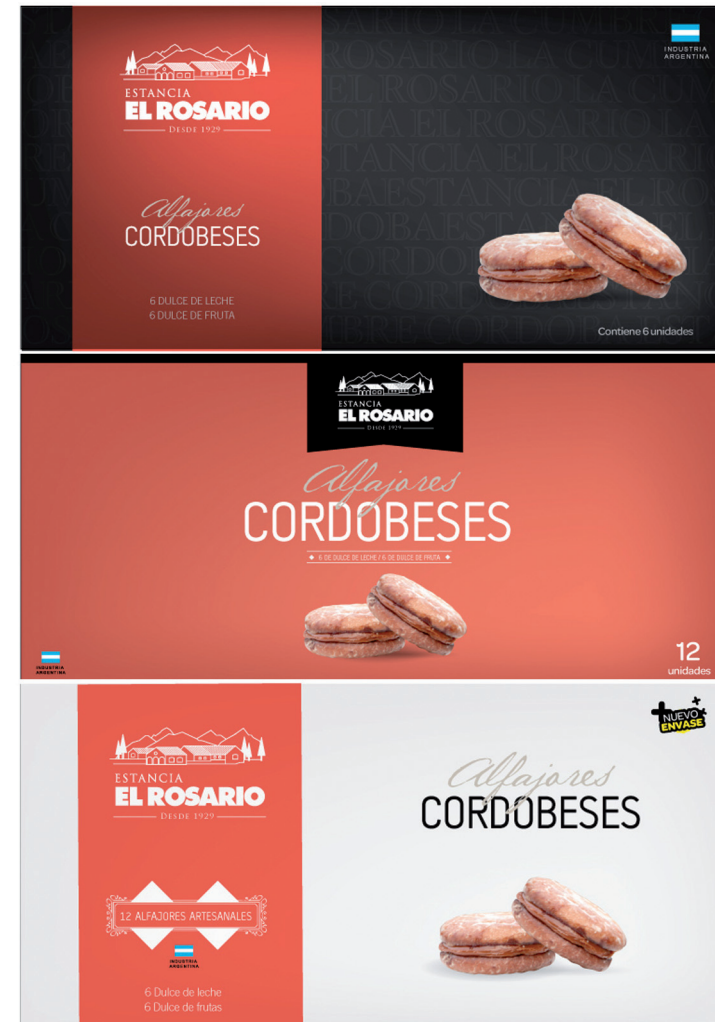 INDUSTRIA
ARGENTINA
ESTANCIA
EL ROSARIO
DESDE 1929
Alfajores
CORDOBESES
6 DULCE DE LECHE
6 DULCE DE FRUTA
Contiene 6 unidades
ESTANCIA
EL ROSARIO
DESDE 1929
Alfajores
CORDOBESES
6 DE DULCE DE LECHE / 6 DE DULCE DE FRUTA
INDUSTRIA
ARGENTINA
12
unidades
NUEVO
ENVASE
ESTANCIA
EL ROSARIO
DESDE 1929
Alfajores
CORDOBESES
12 ALFAJORES ARTESANALES
INDUSTRIA
ARGENTINA
6 Dulce de leche
6 Dulce de frutas